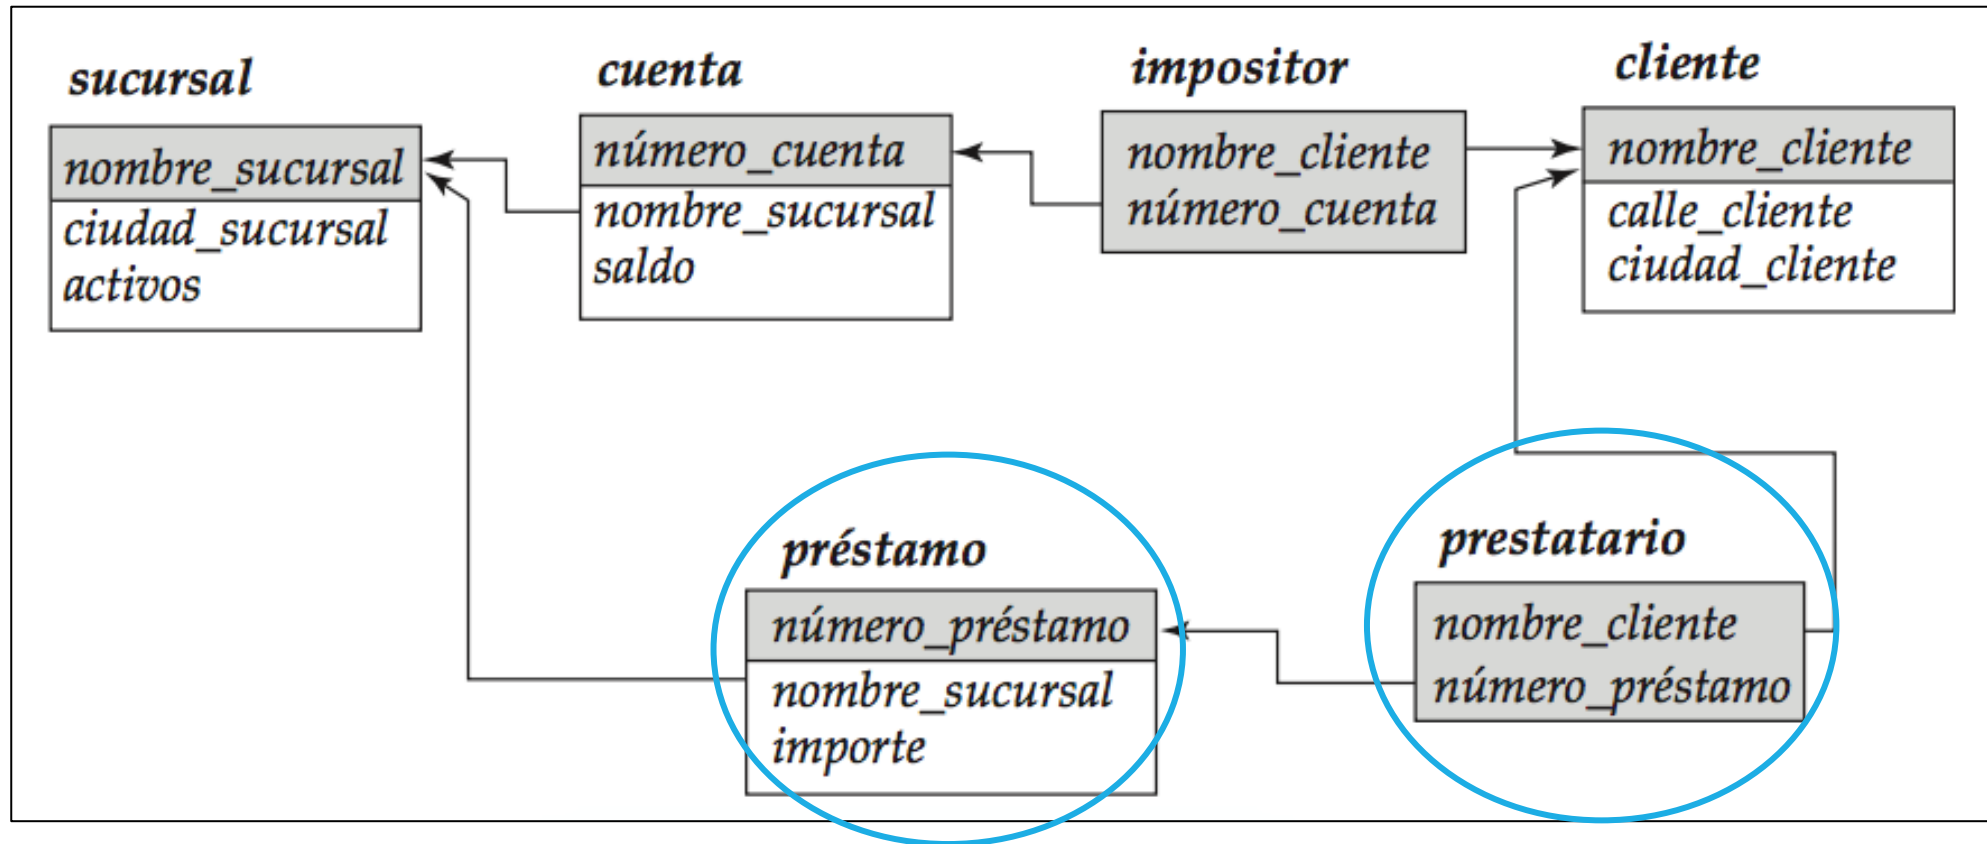 sucursal
nombre_sucursal
ciudad_sucursal
activos
cuenta
número_cuenta
nombre_sucursal
saldo
impositor
nombre_cliente
número_cuenta
cliente
nombre_cliente
calle_cliente
ciudad_cliente
préstamo
número_préstamo
nombre_sucursal
importe
prestatario
nombre_cliente
número_préstamo